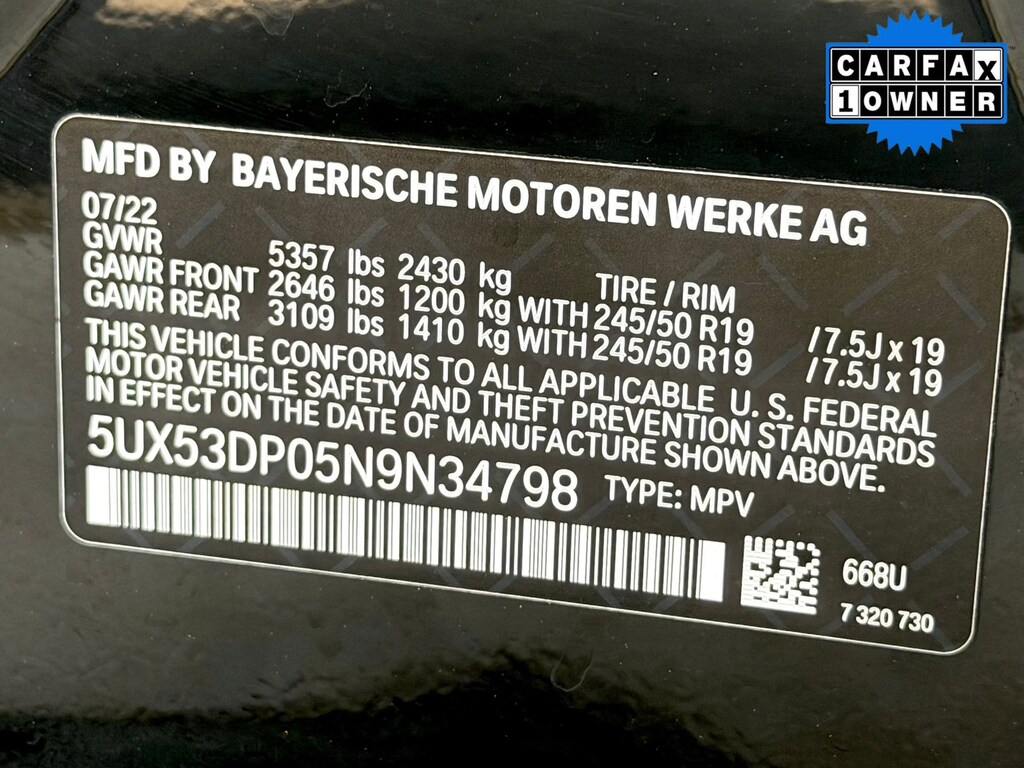 CARFAX
1 OWNER
MFD BY BAYERISCHE MOTOREN WERKE AG
07/22
GVWR 5357 lbs 2430 kg TIRE / RIM
GAWR FRONT 2646 lbs 1200 kg WITH 245/50 R19 / 7.5J x 19
GAWR REAR 3109 lbs 1410 kg WITH 245/50 R19 / 7.5J x 19
THIS VEHICLE CONFORMS TO ALL APPLICABLE U. S. FEDERAL
MOTOR VEHICLE SAFETY AND THEFT PREVENTION STANDARDS
IN EFFECT ON THE DATE OF MANUFACTURE SHOWN ABOVE.
5UX53DP05N9N34798 TYPE: MPV
668U
7 320 730